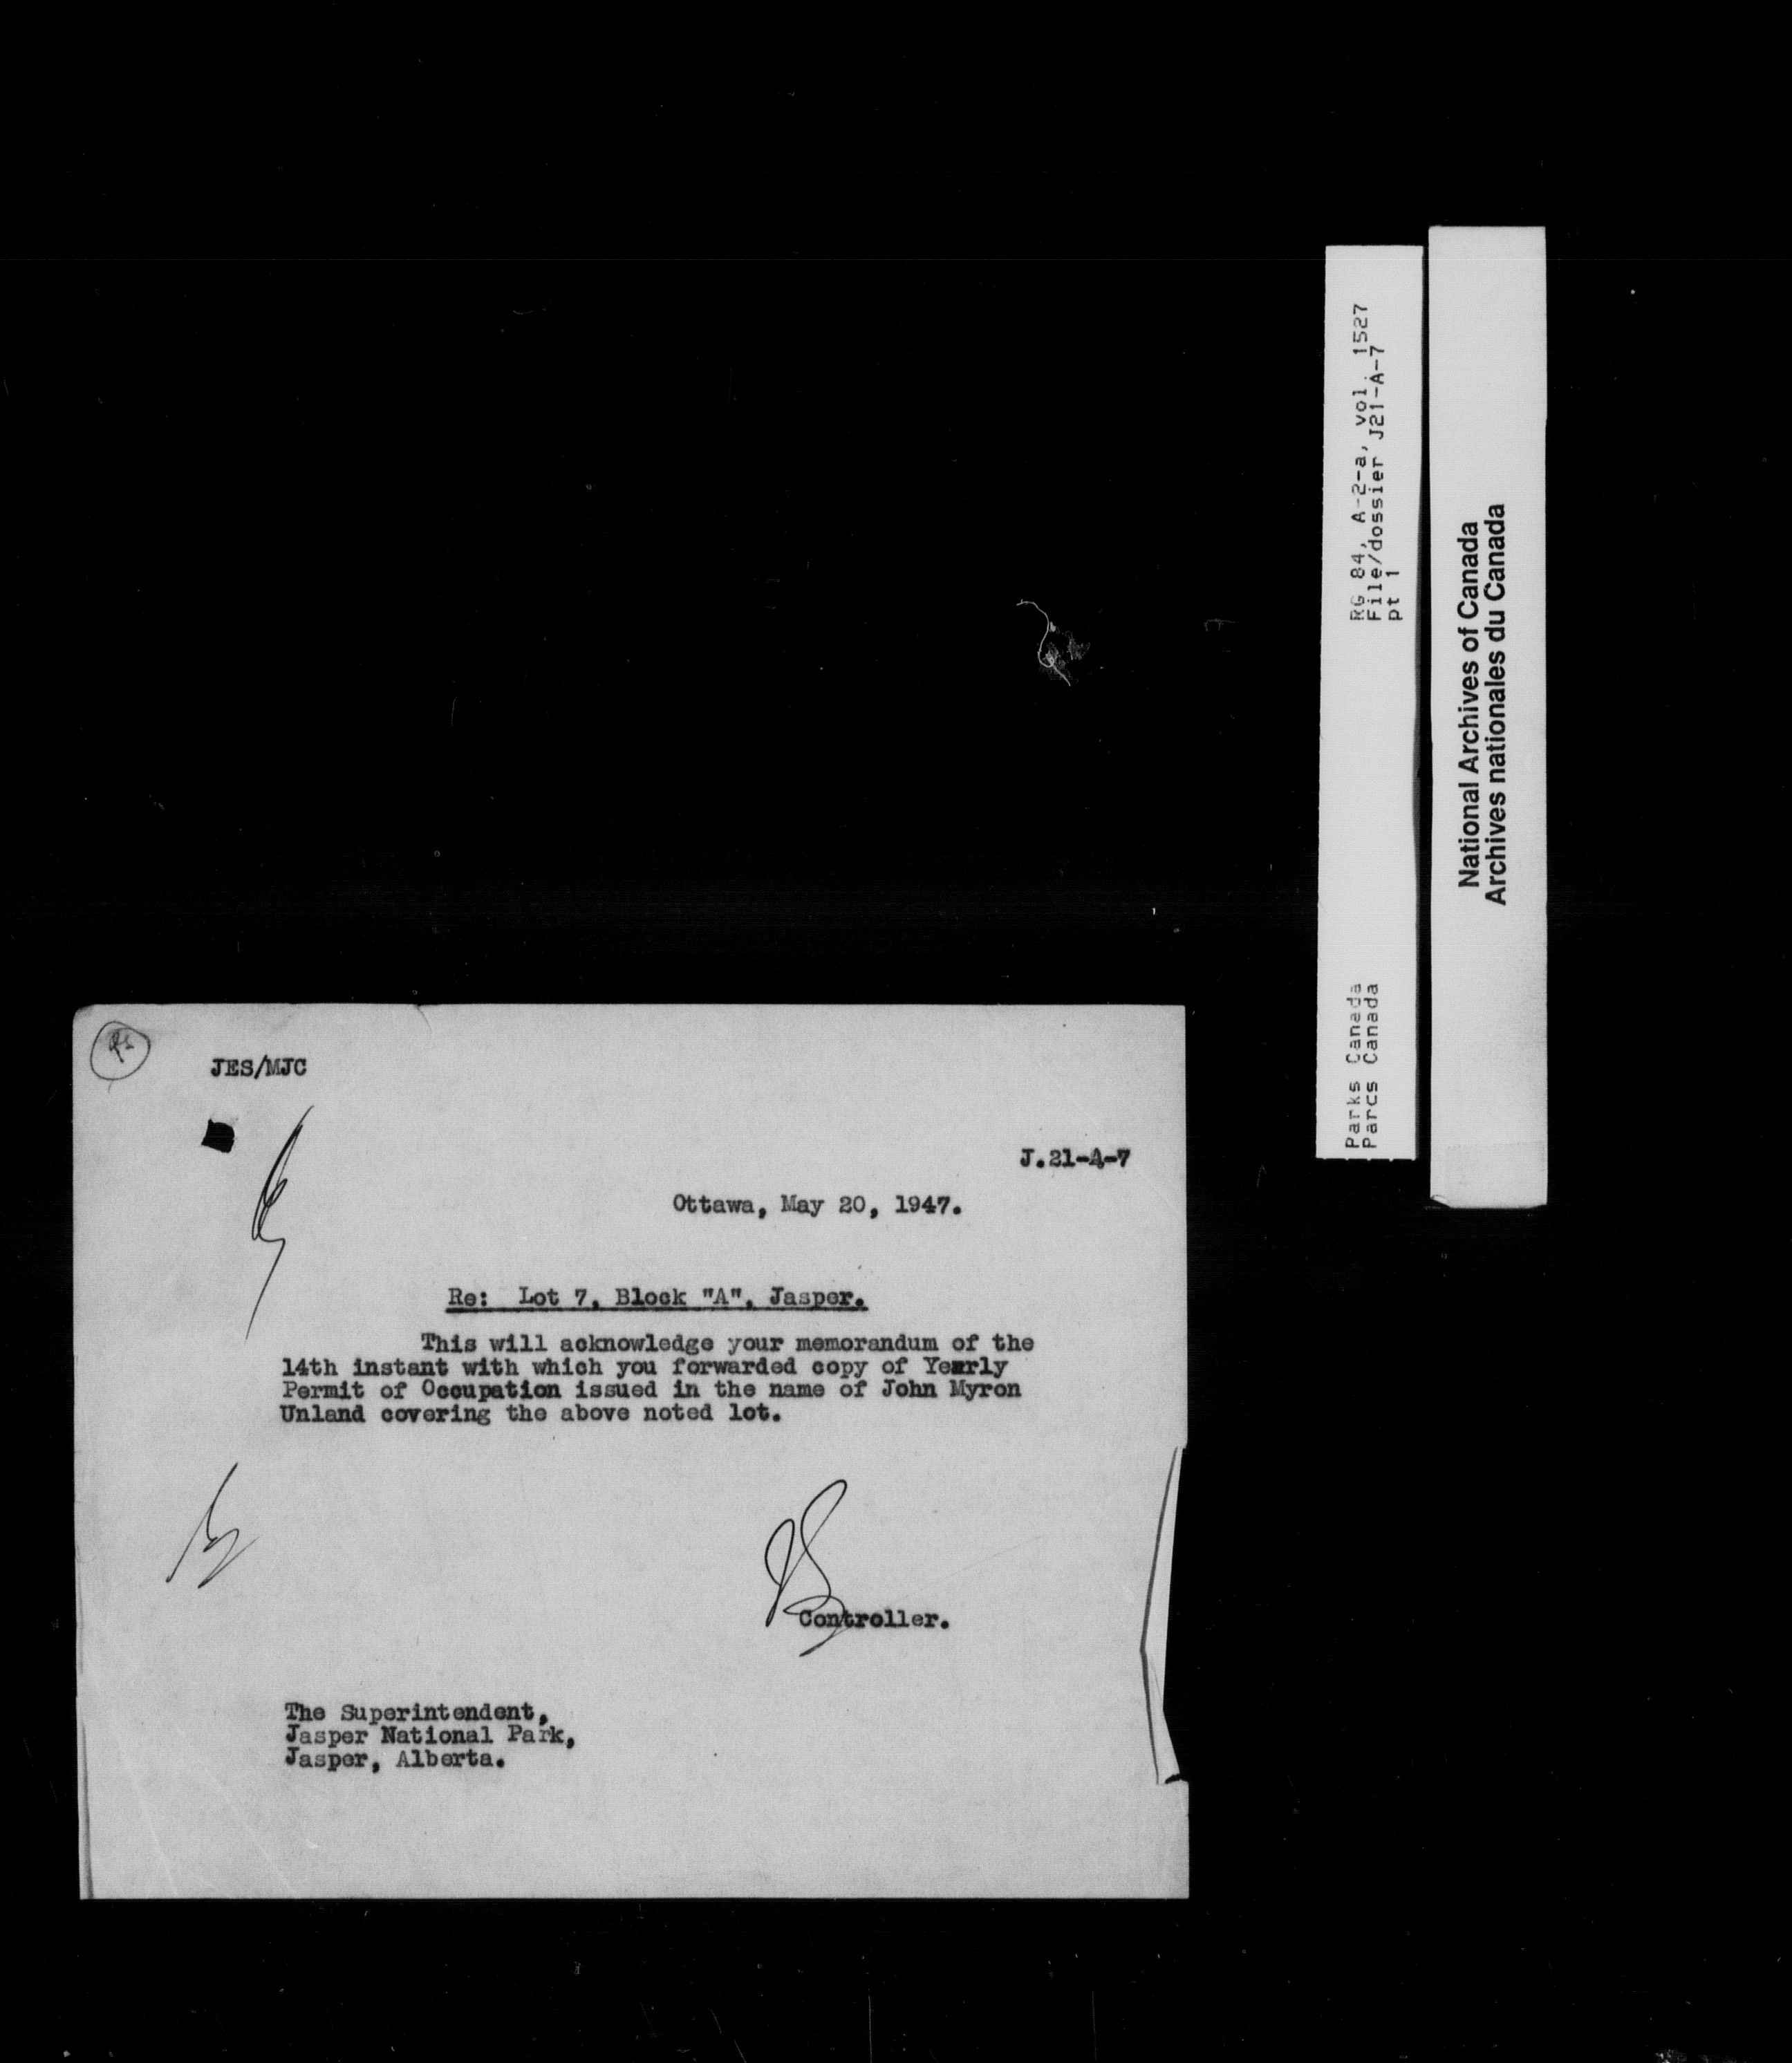 JES/MJC
J.21-A-7
Ottawa, May 20, 1947.
Re: Lot 7, Block "A", Jasper.
This will acknowledge your memorandum of the
14th instant with which you forwarded copy of Yearly
Permit of Occupation issued in the name of John Myron
Unland covering the above noted lot.
Controller.
The Superintendent,
Jasper National Park,
Jasper, Alberta.
Parks Canada
Parcs Canada
RG 84, A-2-a, vol. 1527
File/dossier J21-A-7
pt 1
National Archives of Canada
Archives nationales du Canada